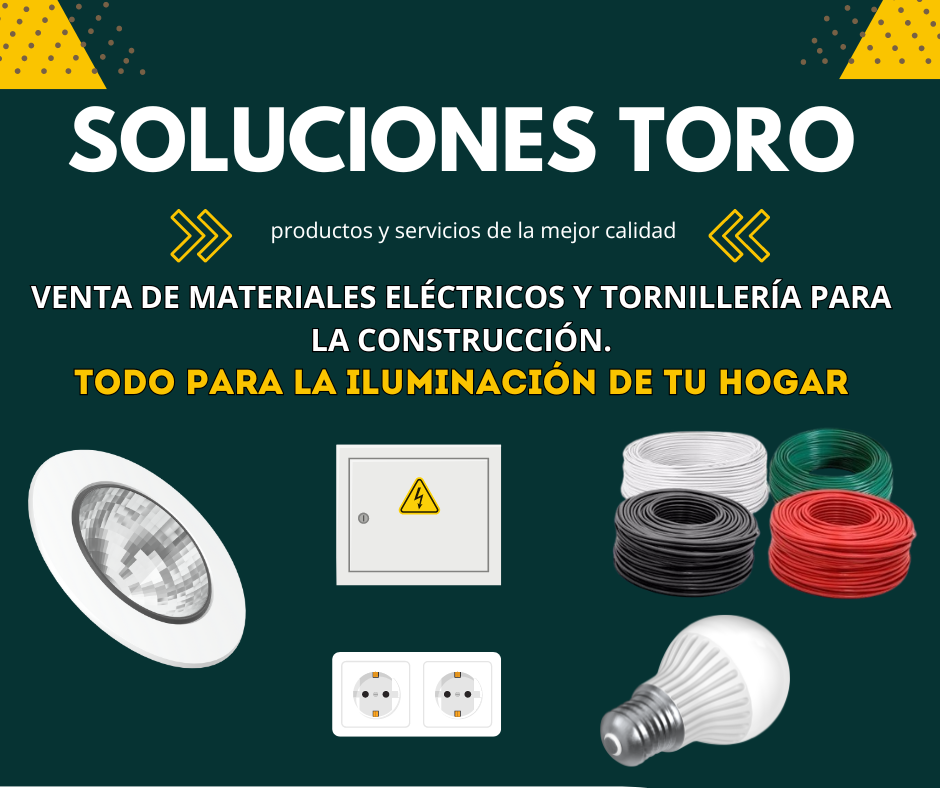 SOLUCIONES TORO
productos y servicios de la mejor calidad
VENTA DE MATERIALES ELÉCTRICOS Y TORNILLERÍA PARA
LA CONSTRUCCIÓN.
TODO PARA LA ILUMINACIÓN DE TU HOGAR